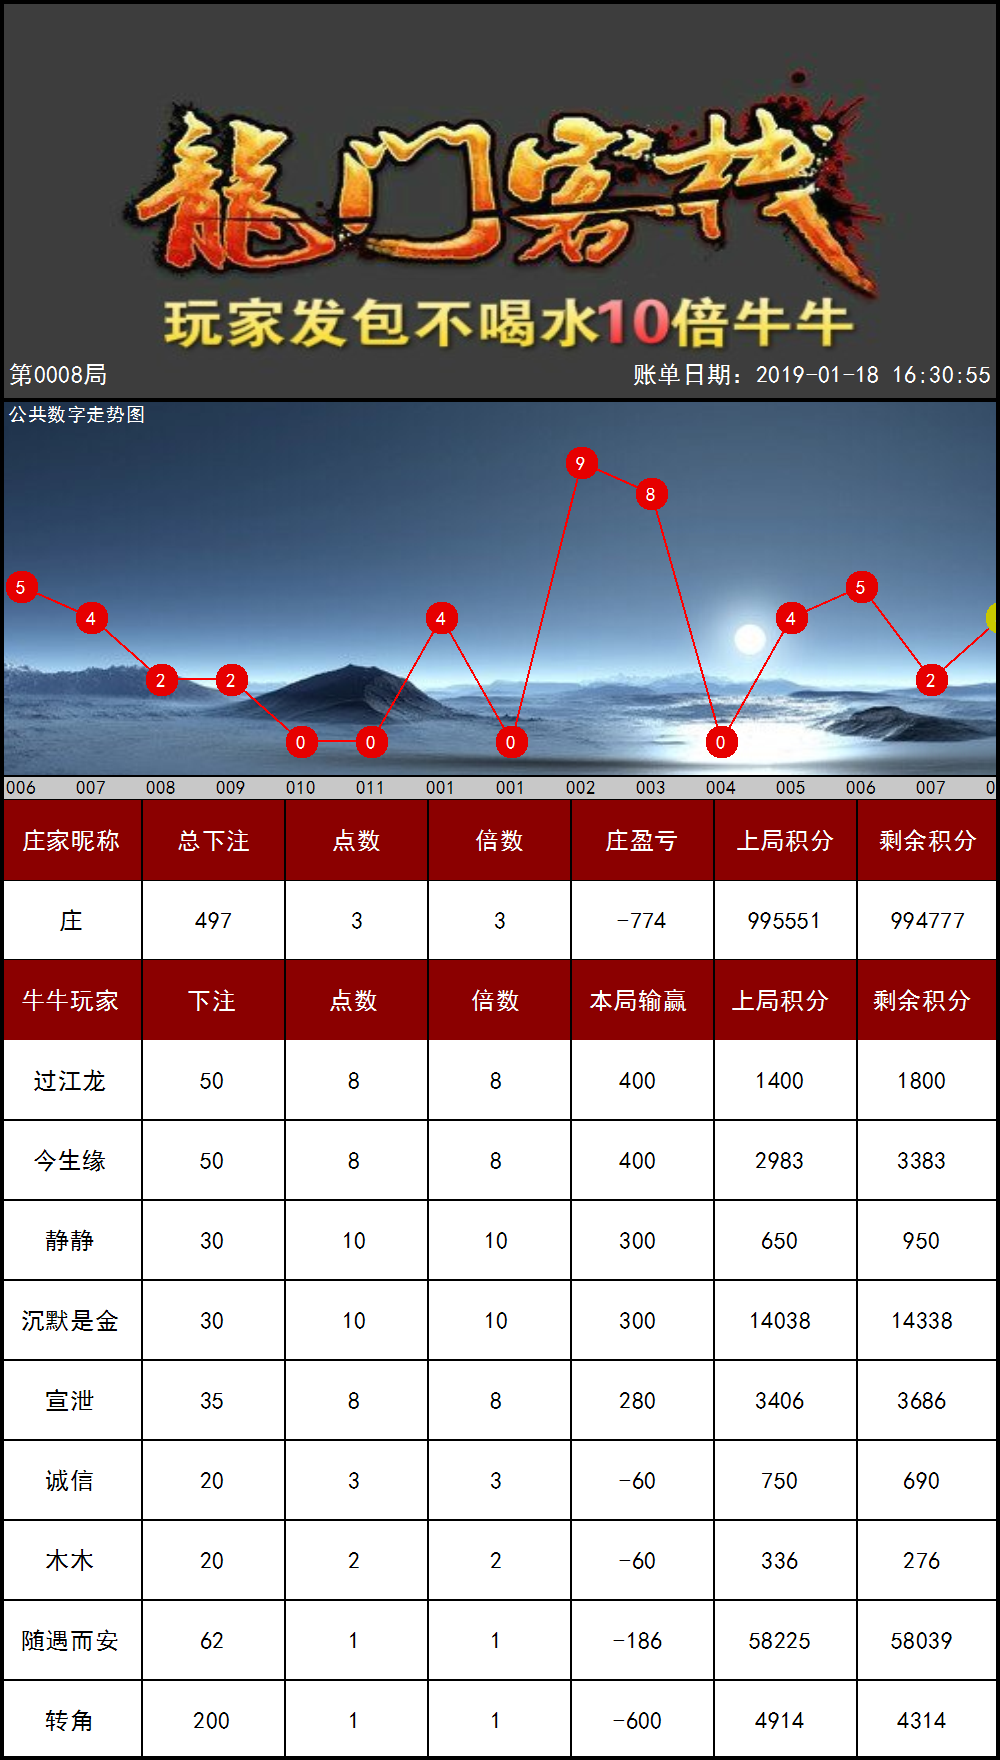 龍门客栈
玩家发包不喝水10倍牛牛
第0008局 账单日期：2019-01-18 16:30:55
公共数字走势图
9
8
5 5
4 4 4
2 2 2
0 0 0 0
006 007 008 009 010 011 001 001 002 003 004 005 006 007 0
庄家昵称 总下注 点数 倍数 庄盈亏 上局积分 剩余积分
庄 497 3 3 -774 995551 994777
牛牛玩家 下注 点数 倍数 本局输赢 上局积分 剩余积分
过江龙 50 8 8 400 1400 1800
今生缘 50 8 8 400 2983 3383
静静 30 10 10 300 650 950
沉默是金 30 10 10 300 14038 14338
宣泄 35 8 8 280 3406 3686
诚信 20 3 3 -60 750 690
木木 20 2 2 -60 336 276
随遇而安 62 1 1 -186 58225 58039
转角 200 1 1 -600 4914 4314